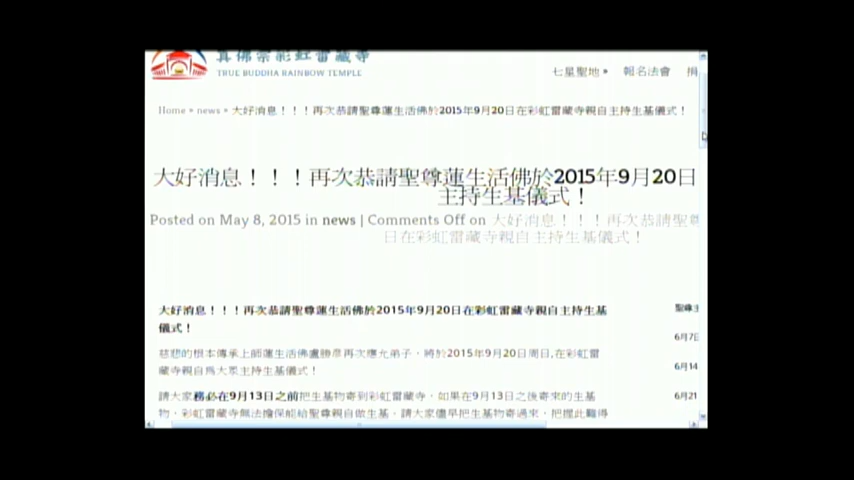 真佛宗彩虹雷藏寺
TRUE BUDDHA RAINBOW TEMPLE
七星聖地 » 報名法會 捐
Home » news » 大好消息！！！再次恭請聖尊蓮生活佛於2015年9月20日在彩虹雷藏寺親自主持生基儀式！
大好消息！！！再次恭請聖尊蓮生活佛於2015年9月20日
主持生基儀式！
Posted on May 8, 2015 in news | Comments Off on 大好消息！！！再次恭請聖尊
日在彩虹雷藏寺親自主持生基儀式！
大好消息！！！再次恭請聖尊蓮生活佛於2015年9月20日在彩虹雷藏寺親自主持生基
儀式！
聖尊主
慈悲的根本傳承上師蓮生活佛盧勝彥再次應允弟子，將於2015年9月20日周日,在彩虹雷
藏寺親自為大眾主持生基儀式！
6月7日
6月14
請大家務必在9月13日之前把生基物寄到彩虹雷藏寺，如果在9月13日之後寄來的生基
物，彩虹雷藏寺無法擔保能給聖尊親自做生基。請大家儘早把生基物寄過來，把握此難得
6月21